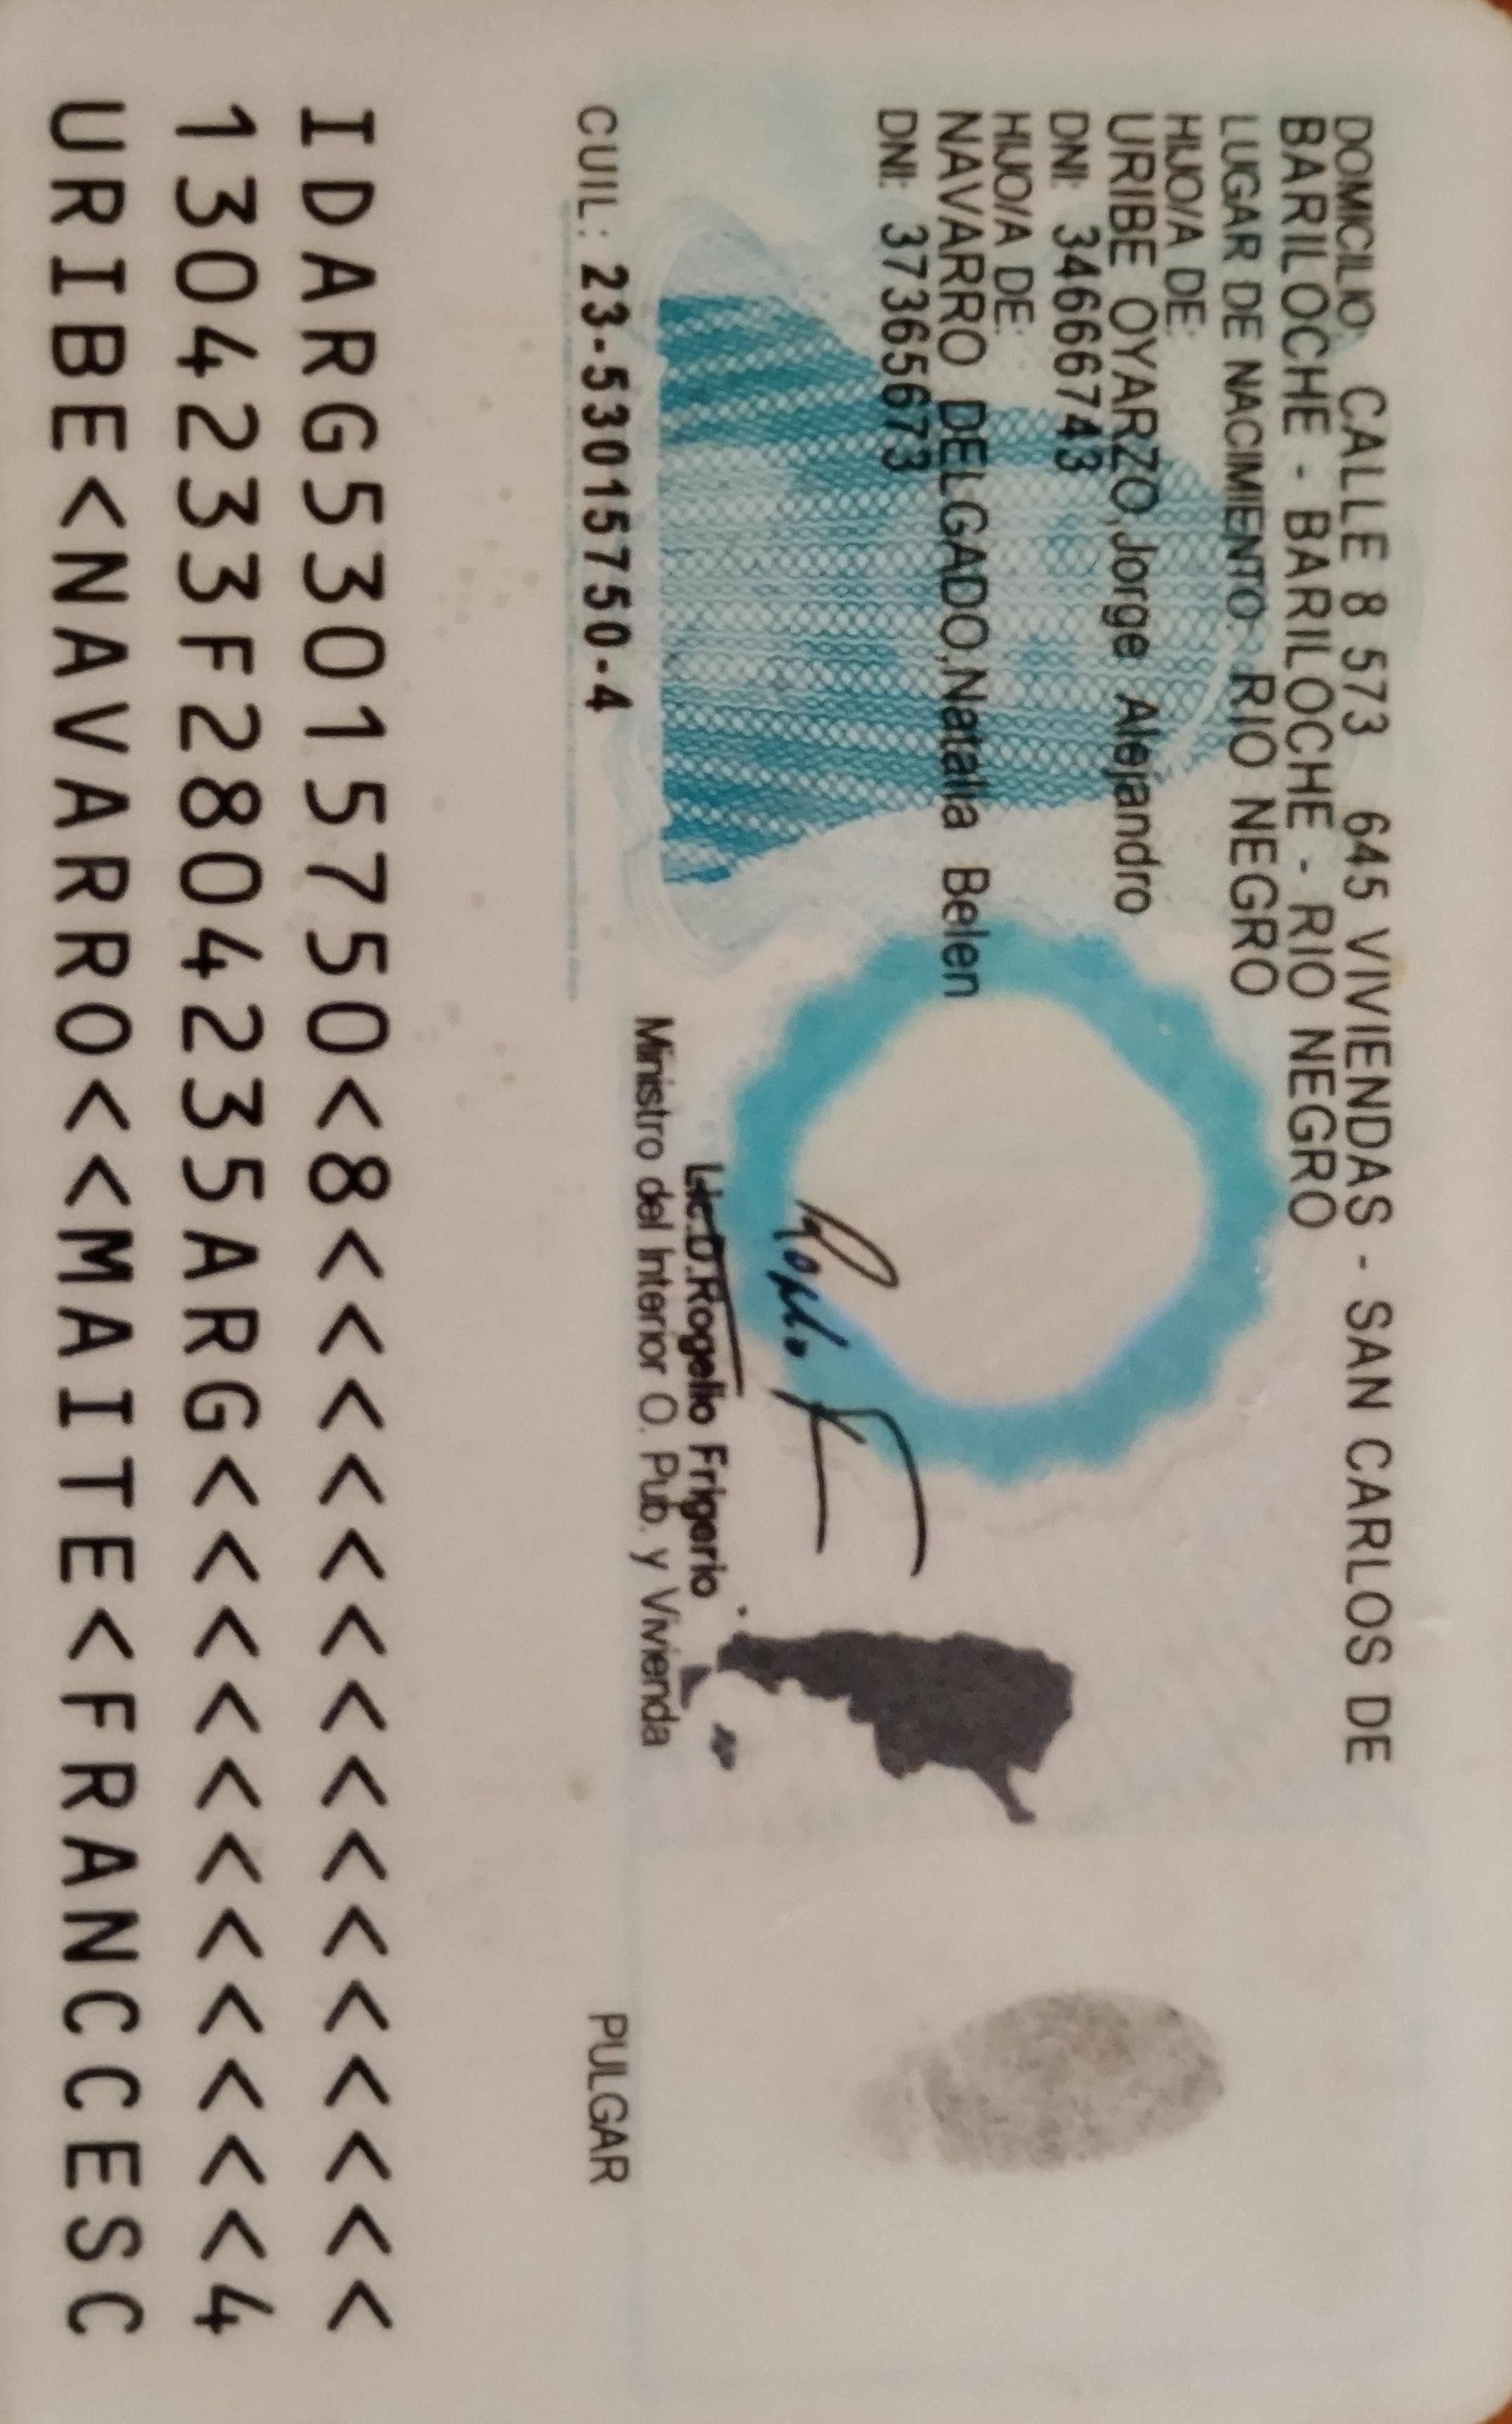 DOMICILIO: CALLE 8 573 645 VIVIENDAS - SAN CARLOS DE
BARILOCHE - BARILOCHE - RIO NEGRO
LUGAR DE NACIMIENTO: RIO NEGRO
HIJO/A DE:
URIBE OYARZO,Jorge Alejandro
DNI: 34666743
HIJO/A DE:
NAVARRO DELGADO,Natalia Belen
DNI: 37365673
Lic.D.Rogelio Frigerio
Ministro del Interior O. Pub. y Vivienda
CUIL: 23-53015750-4
PULGAR
IDARG53015750<8<<<<<<<<<<<<<<<
1304233F2804235ARG<<<<<<<<<<<4
URIBE<NAVARRO<<MAITE<FRANCCESC